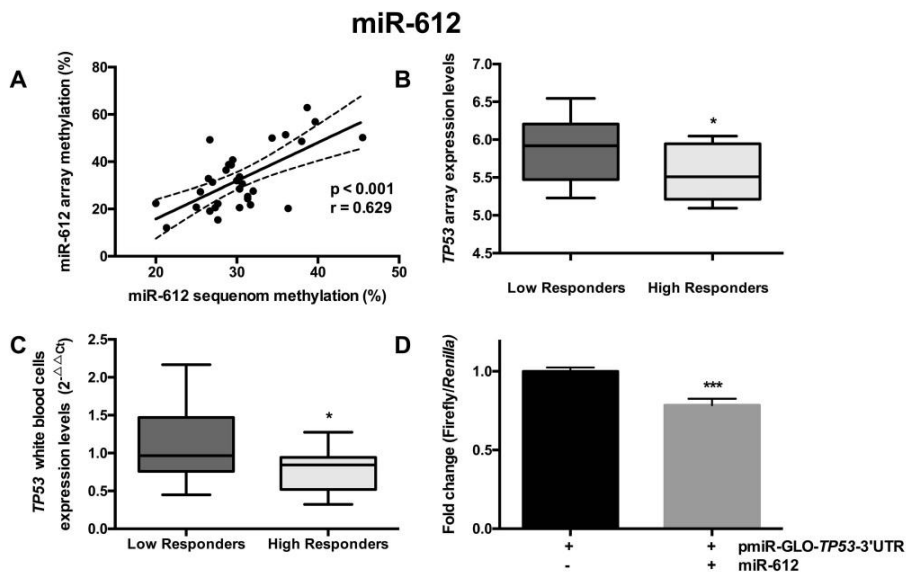 miR-612
A
miR-612 array methylation (%)
80
60
40
20
0
20
30
40
50
miR-612 sequenom methylation (%)
p < 0.001
r = 0.629
B
TP53 array expression levels
7.0
6.5
6.0
5.5
5.0
4.5
*
Low Responders
High Responders
C
TP53 white blood cells
expression levels (2-△△Ct)
2.5
2.0
1.5
1.0
0.5
0.0
*
Low Responders
High Responders
D
Fold change (Firefly/Renilla)
1.0
0.5
0.0
***
+ + pmiR-GLO-TP53-3'UTR
- + miR-612